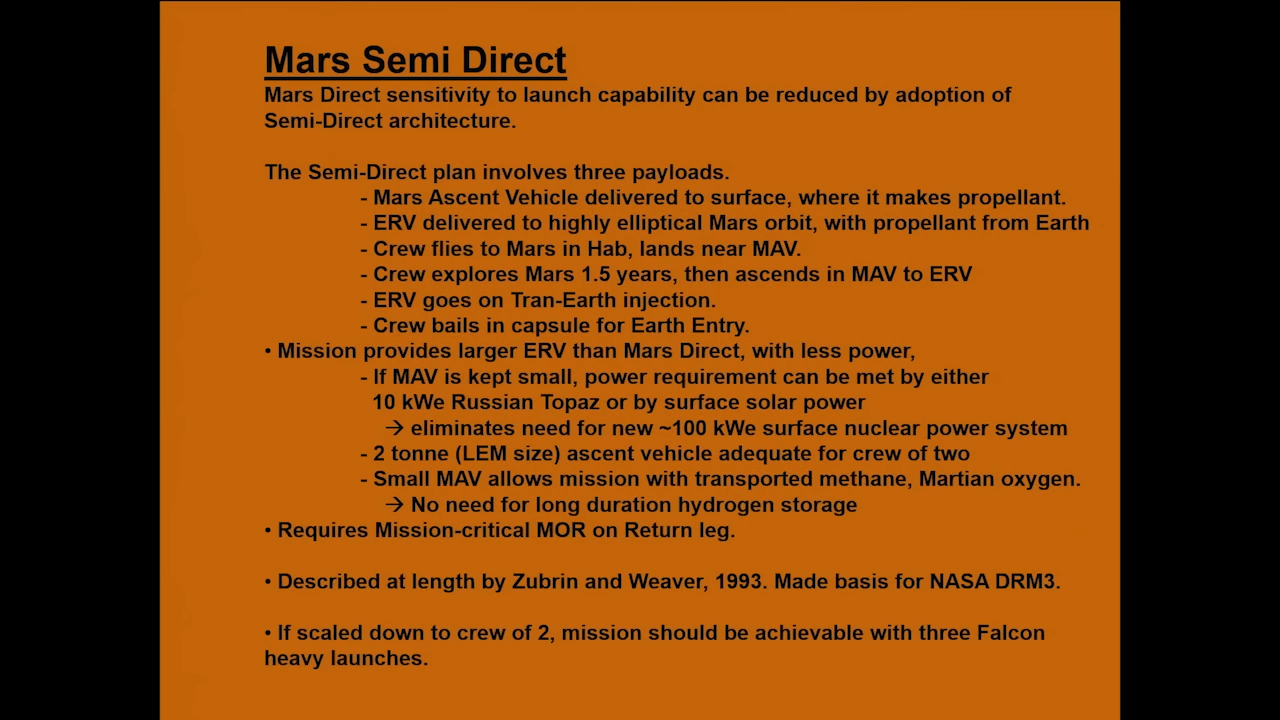 Mars Semi Direct
Mars Direct sensitivity to launch capability can be reduced by adoption of
Semi-Direct architecture.
The Semi-Direct plan involves three payloads.
- Mars Ascent Vehicle delivered to surface, where it makes propellant.
- ERV delivered to highly elliptical Mars orbit, with propellant from Earth
- Crew flies to Mars in Hab, lands near MAV.
- Crew explores Mars 1.5 years, then ascends in MAV to ERV
- ERV goes on Tran-Earth injection.
- Crew bails in capsule for Earth Entry.
• Mission provides larger ERV than Mars Direct, with less power,
- If MAV is kept small, power requirement can be met by either
10 kWe Russian Topaz or by surface solar power
→ eliminates need for new ~100 kWe surface nuclear power system
- 2 tonne (LEM size) ascent vehicle adequate for crew of two
- Small MAV allows mission with transported methane, Martian oxygen.
→ No need for long duration hydrogen storage
• Requires Mission-critical MOR on Return leg.
• Described at length by Zubrin and Weaver, 1993. Made basis for NASA DRM3.
• If scaled down to crew of 2, mission should be achievable with three Falcon
heavy launches.